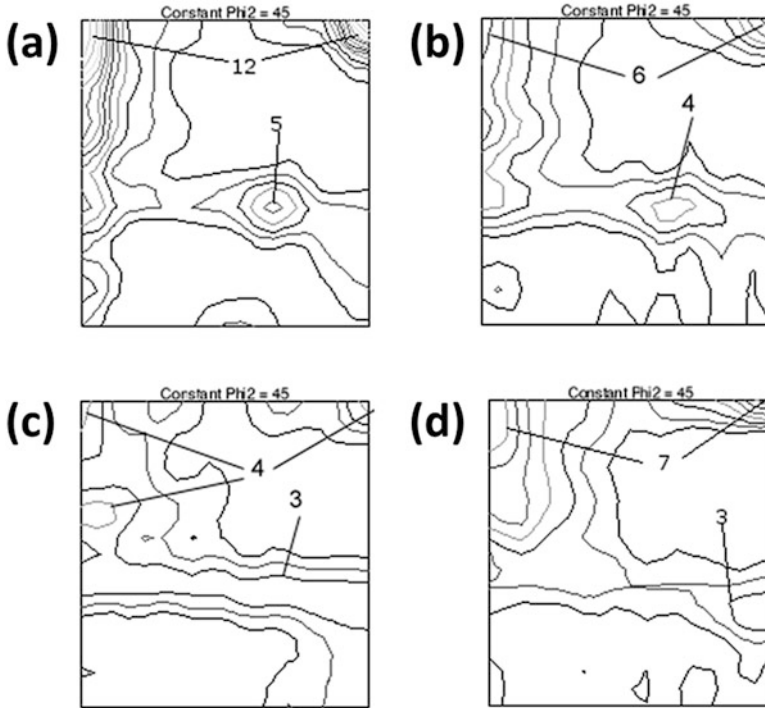 Constant Phi2 = 45
(a)
12
5
Constant Phi2 = 45
(b)
6
4
Constant Phi2 = 45
(c)
4
3
Constant Phi2 = 45
(d)
7
3